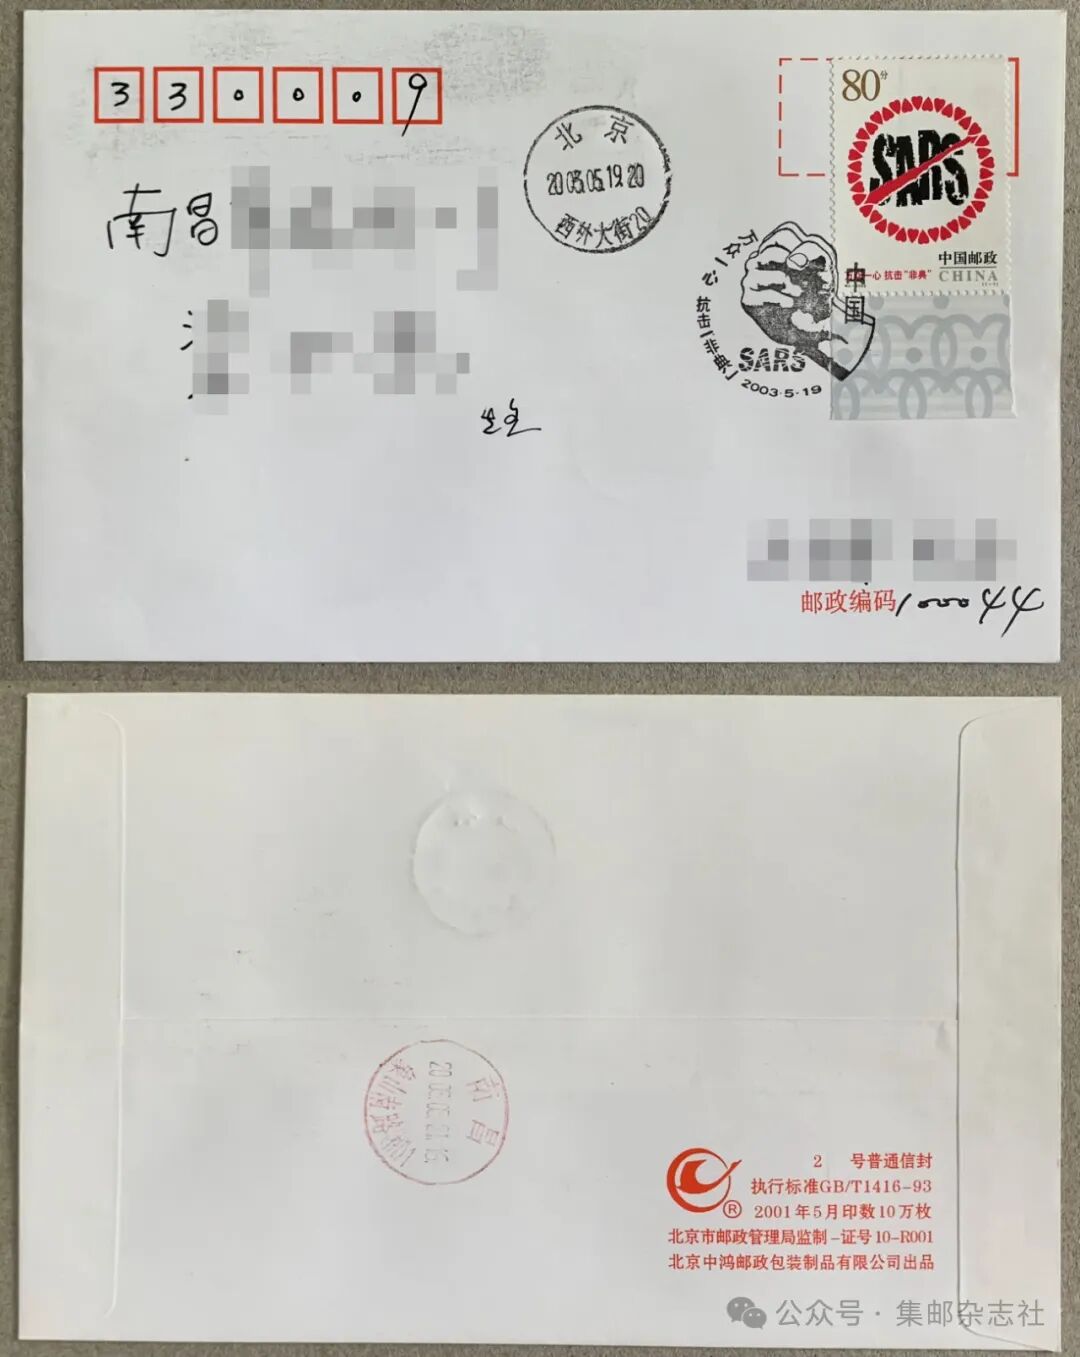 330009
南昌
北京
2003.05.19.20
西外大街20
80分
SARS
万众一心 抗击"非典"
中国邮政
CHINA
万众一心 抗击「非典」
中国
SARS
2003·5·19
邮政编码100044
南昌
2 号普通信封
执行标准GB/T1416-93
® 2001年5月印数10万枚
北京市邮政管理局监制-证号10-R001
北京中鸿邮政包装制品有限公司出品
公众号·集邮杂志社